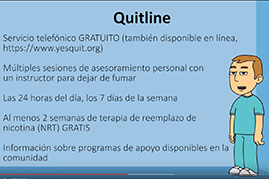 Quitline
Servicio telefónico GRATUITO (también disponible en línea,
https://www.yesquit.org)
Múltiples sesiones de asesoramiento personal con
un instructor para dejar de fumar
Las 24 horas del día, los 7 días de la semana
Al menos 2 semanas de terapia de reemplazo de
nicotina (NRT) GRATIS
Información sobre programas de apoyo disponibles en la
comunidad